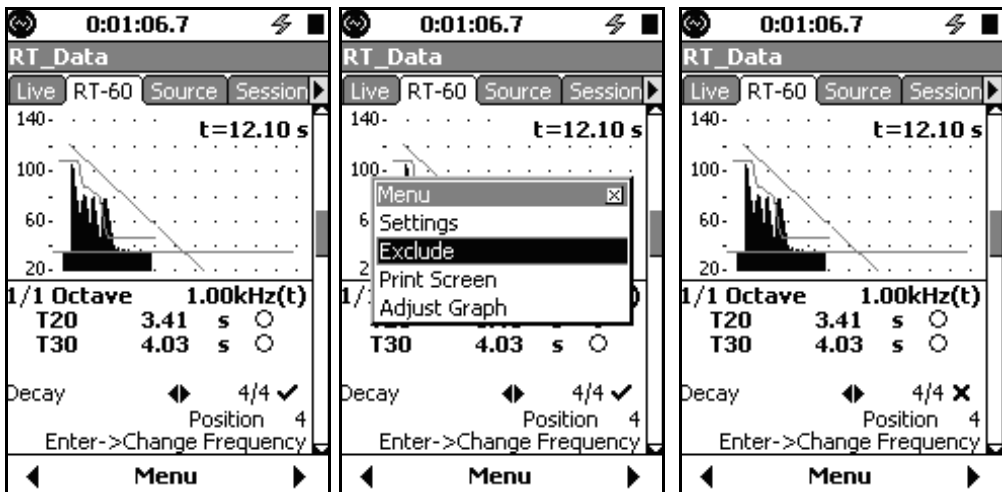 0:01:06.7
RT_Data
Live RT-60 Source Session
140-
t=12.10 s
100-
60-
20-
1/1 Octave 1.00kHz(t)
T20 3.41 s
T30 4.03 s
Decay 4/4
Position 4
Enter->Change Frequency
Menu
0:01:06.7
RT_Data
Live RT-60 Source Session
140-
t=12.10 s
100-
Menu
6 Settings
Exclude
2 Print Screen
1/ Adjust Graph
T30 4.03 s
Decay 4/4
Position 4
Enter->Change Frequency
Menu
0:01:06.7
RT_Data
Live RT-60 Source Session
140-
t=12.10 s
100-
60-
20-
1/1 Octave 1.00kHz(t)
T20 3.41 s
T30 4.03 s
Decay 4/4
Position 4
Enter->Change Frequency
Menu